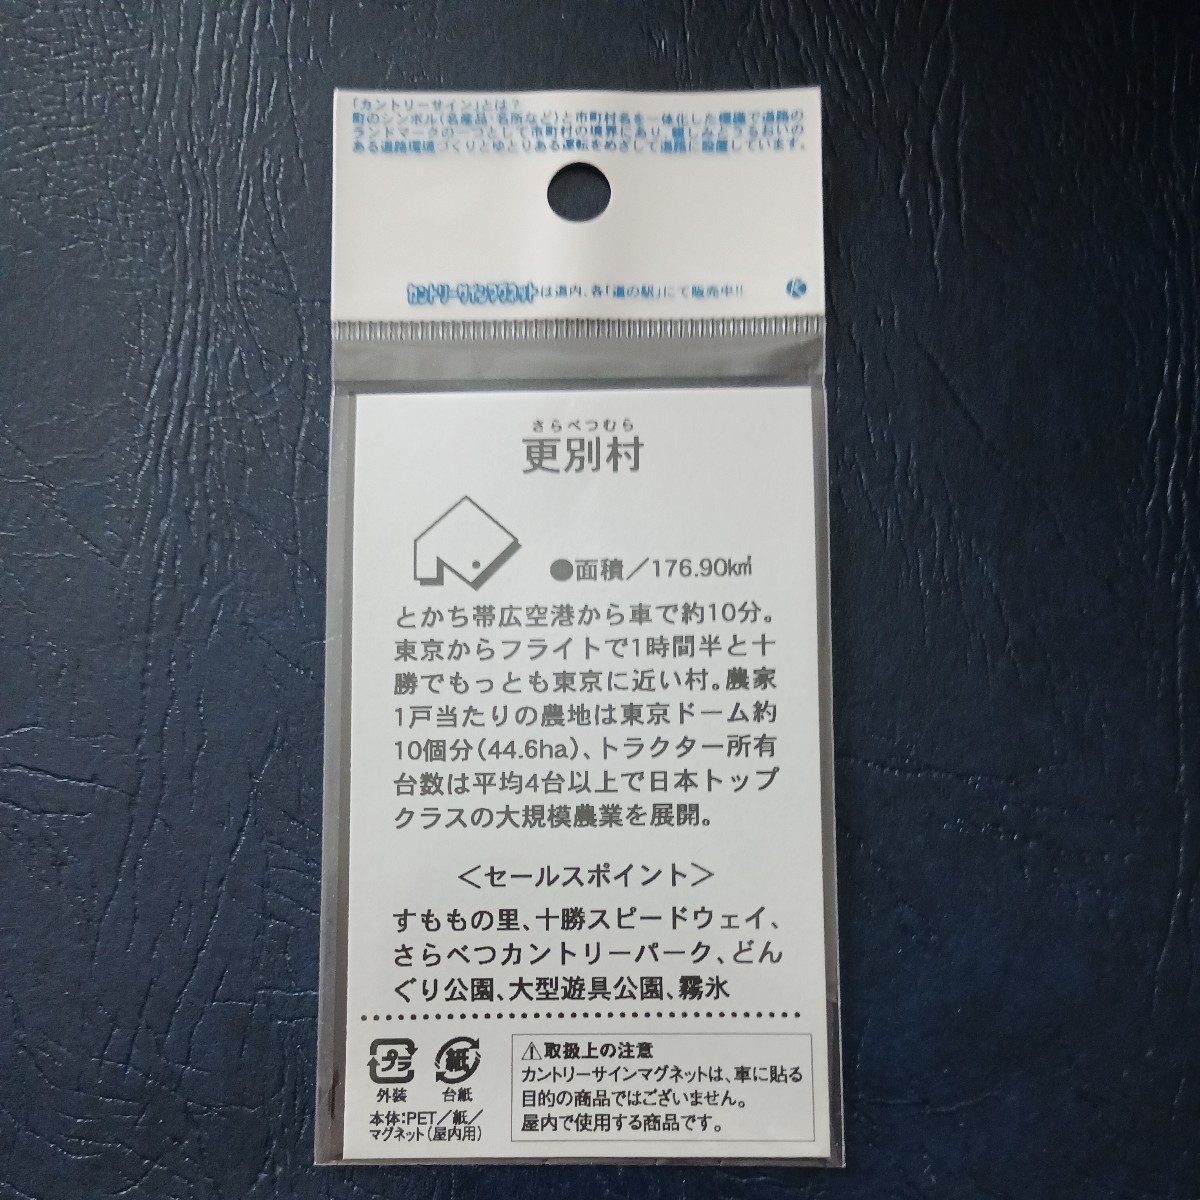 「カントリーサイン」とは?
町のシンボル(名産品・名所など)と市町村名を一体化した標識で道路の
ランドマークの一つとして市町村の境界にあり、親しみとうるおいの
ある道路環境づくりとゆとりある運転をめざして道路に設置しています。
カントリーサインマグネットは道内、各「道の駅」にて販売中!!
K
さらべつむら
更別村
●面積/176.90k㎡
とかち帯広空港から車で約10分。
東京からフライトで1時間半と十
勝でもっとも東京に近い村。農家
1戸当たりの農地は東京ドーム約
10個分(44.6ha)、トラクター所有
台数は平均4台以上で日本トップ
クラスの大規模農業を展開。
<セールスポイント>
すももの里、十勝スピードウェイ、
さらべつカントリーパーク、どん
ぐり公園、大型遊具公園、霧氷
プラ 紙
外装 台紙
本体:PET/紙/
マグネット(屋内用)
⚠取扱上の注意
カントリーサインマグネットは、車に貼る
目的の商品ではございません。
屋内で使用する商品です。